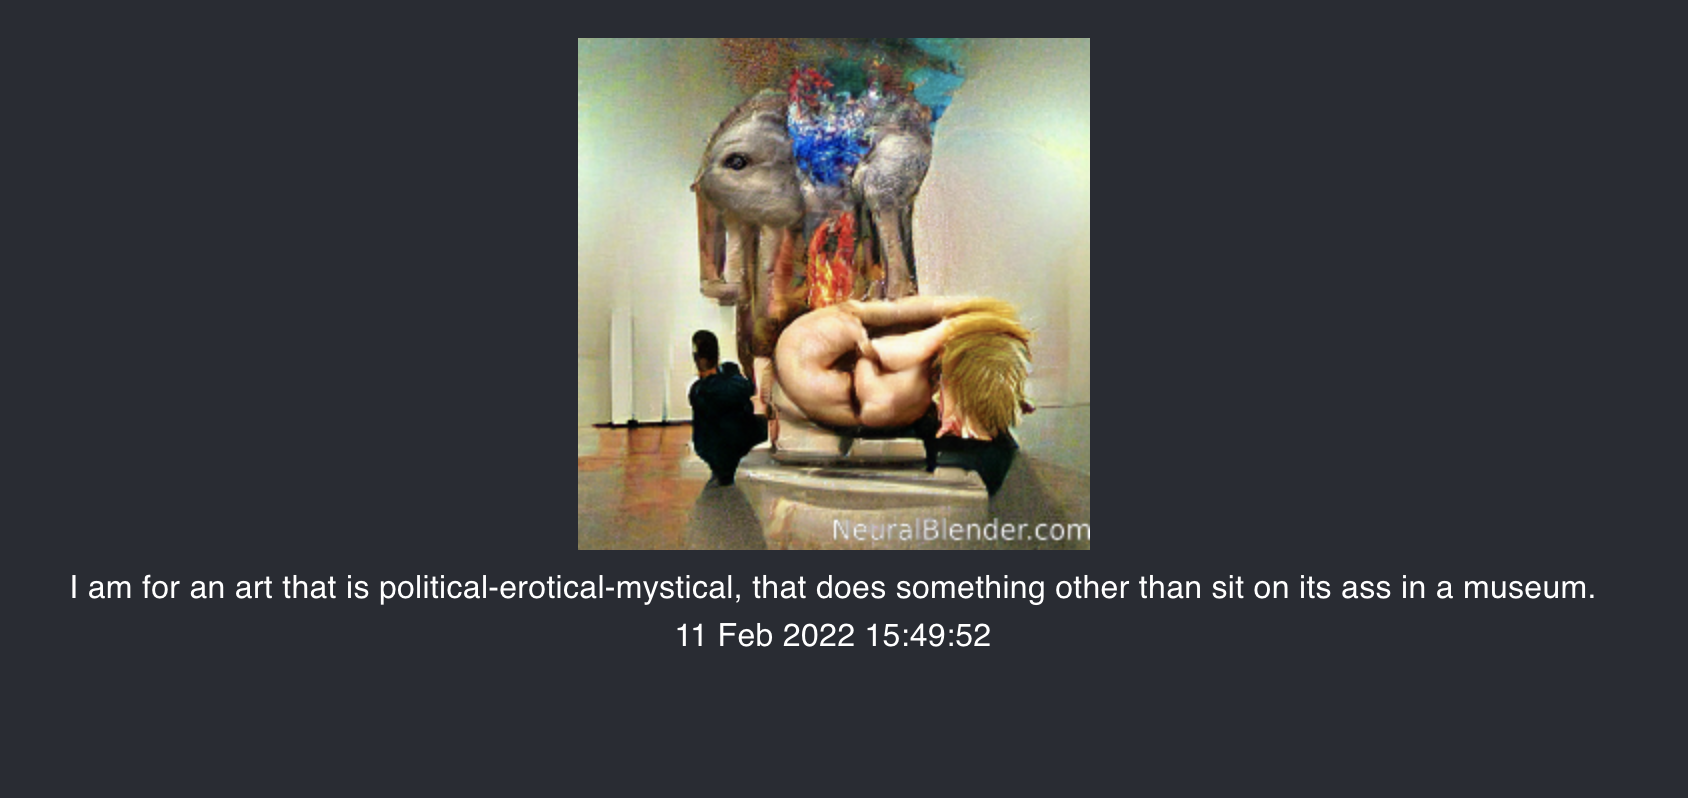 NeuralBlender.com
I am for an art that is political-erotical-mystical, that does something other than sit on its ass in a museum.
11 Feb 2022 15:49:52